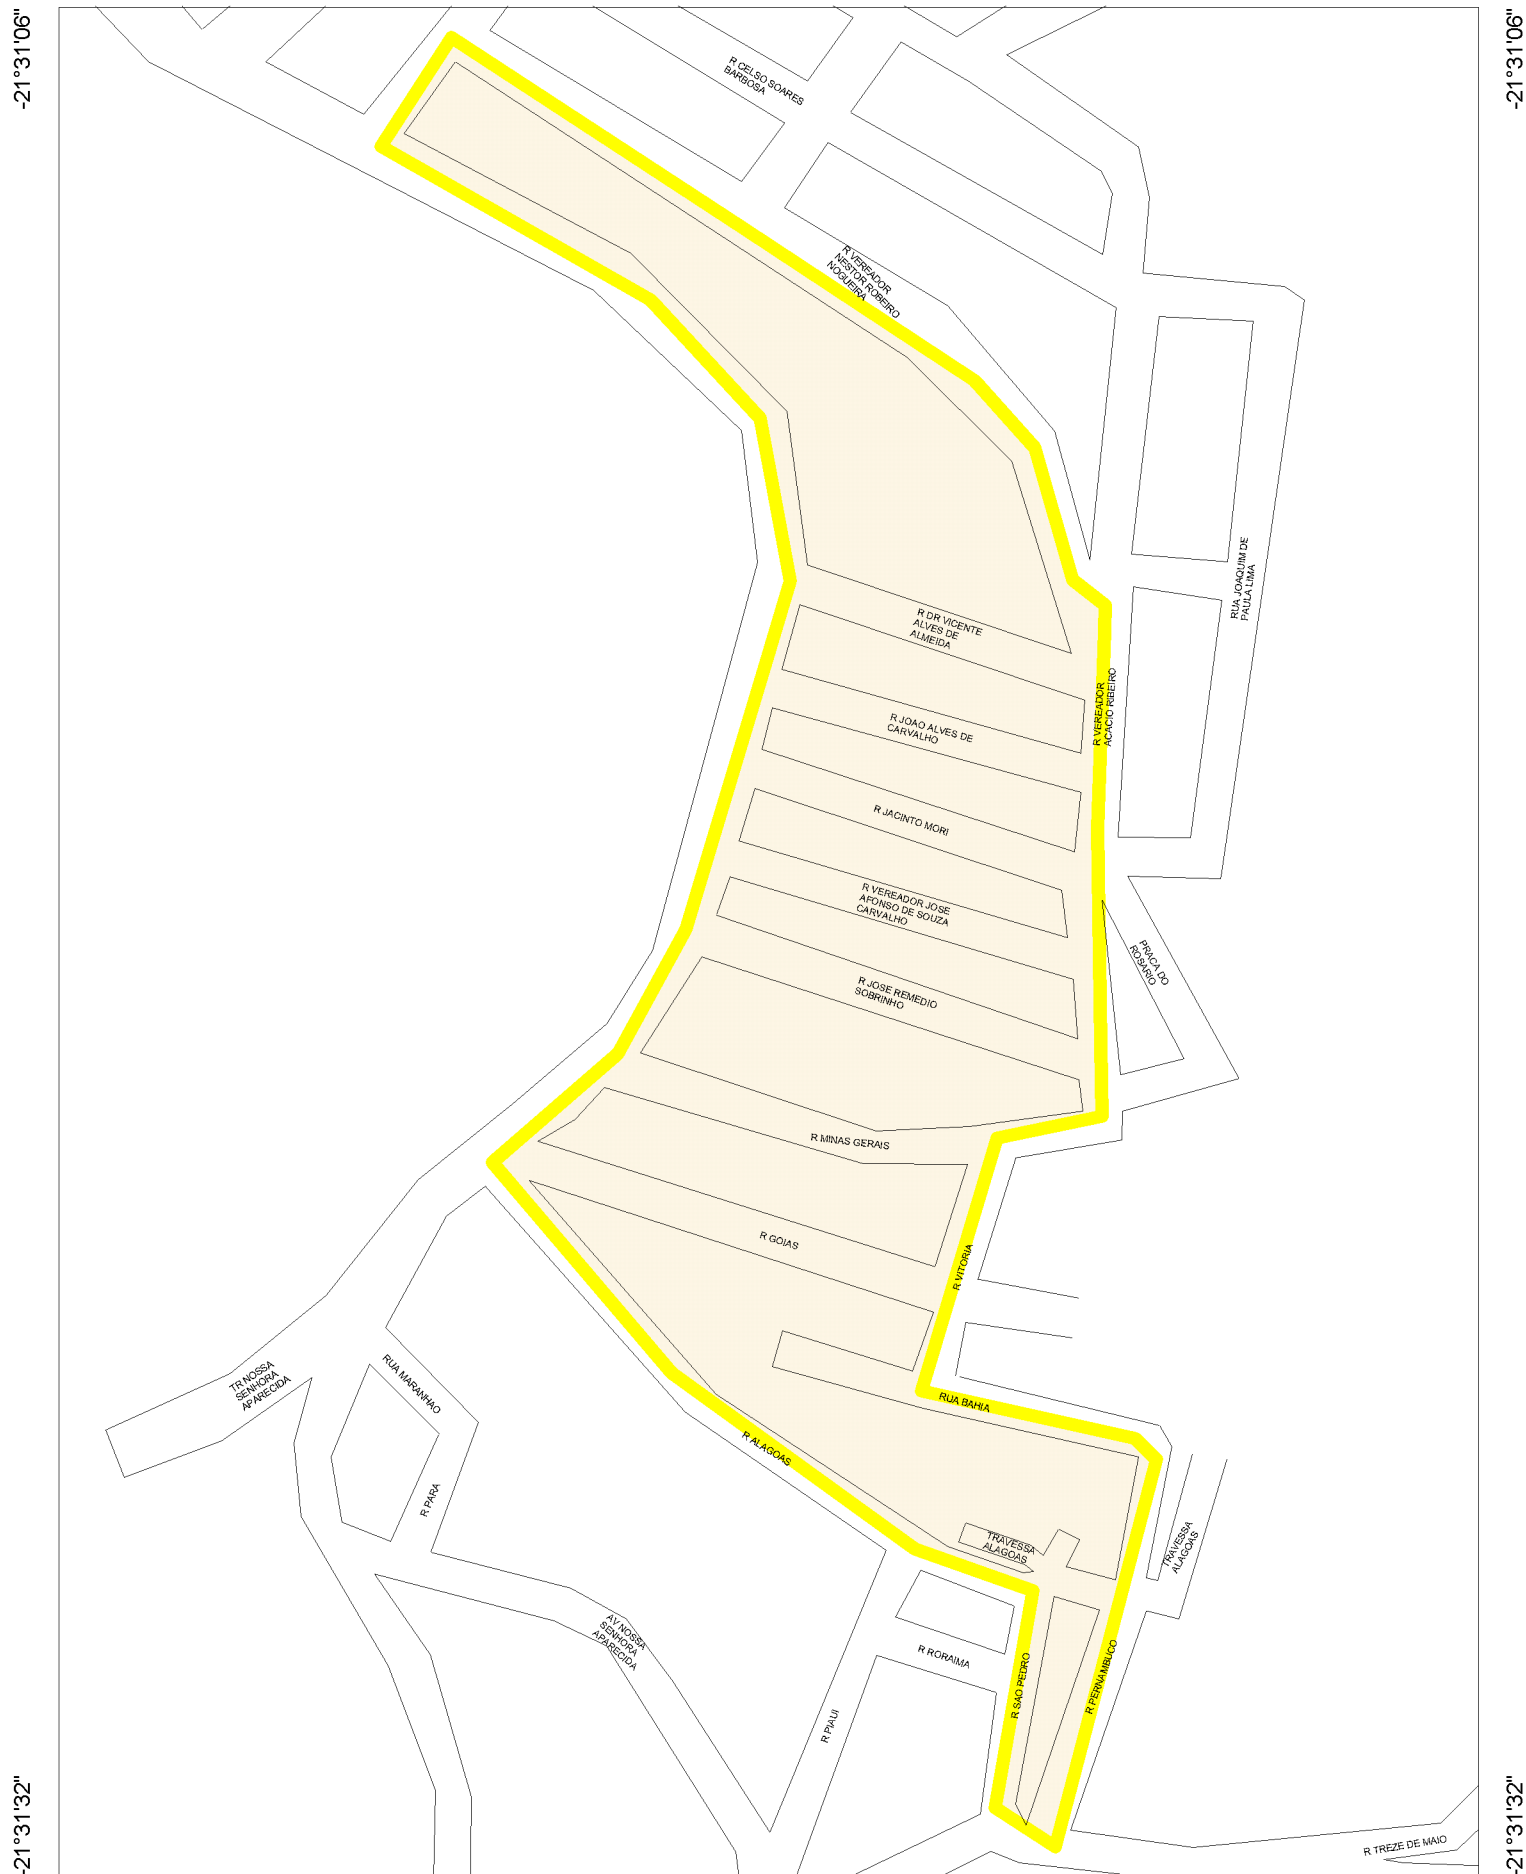 -21°31'06"
-21°31'06"
R CELSO SOARES
BARBOSA
R VEREADOR
NESTOR ROBEIRO
NOGUEIRA
RUA JOAQUIM DE
PAULA LIMA
R DR VICENTE
ALVES DE
ALMEIDA
R VEREADOR
ACACIO RIBEIRO
R JOAO ALVES DE
CARVALHO
R JACINTO MORI
R VEREADOR JOSE
AFONSO DE SOUZA
CARVALHO
PRACA DO
ROSARIO
R JOSE REMEDIO
SOBRINHO
R MINAS GERAIS
R GOIAS
R VITORIA
TR NOSSA
SENHORA
APARECIDA
RUA MARANHAO
RUA BAHIA
R ALAGOAS
R PARA
TRAVESSA
ALAGOAS
TRAVESSA
ALAGOAS
AV NOSSA
SENHORA
APARECIDA
R RORAIMA
R SAO PEDRO
R PERNAMBUCO
R PIAUI
R TREZE DE MAIO
-21°31'32"
-21°31'32"